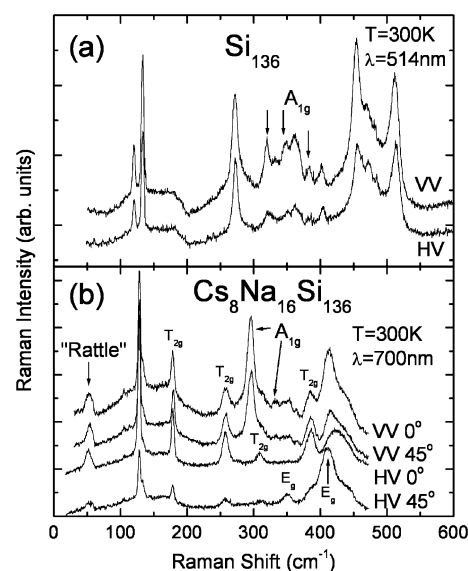 (a)
Si136
T=300K
λ=514nm
A1g
VV
HV
Raman Intensity (arb. units)
(b)
Cs8Na16Si136
T=300K
λ=700nm
"Rattle"
T2g
T2g
A1g
T2g
T2g
Eg
Eg
VV 0°
VV 45°
HV 0°
HV 45°
0 100 200 300 400 500 600
Raman Shift (cm-1)